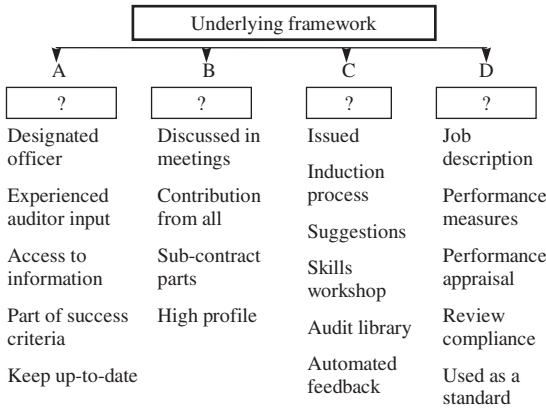 Underlying framework
A B C D
? ? ? ?
Designated
officer
Experienced
auditor input
Access to
information
Part of success
criteria
Keep up-to-date
Discussed in
meetings
Contribution
from all
Sub-contract
parts
High profile
Issued
Induction
process
Suggestions
Skills
workshop
Audit library
Automated
feedback
Job
description
Performance
measures
Performance
appraisal
Review
compliance
Used as a
standard